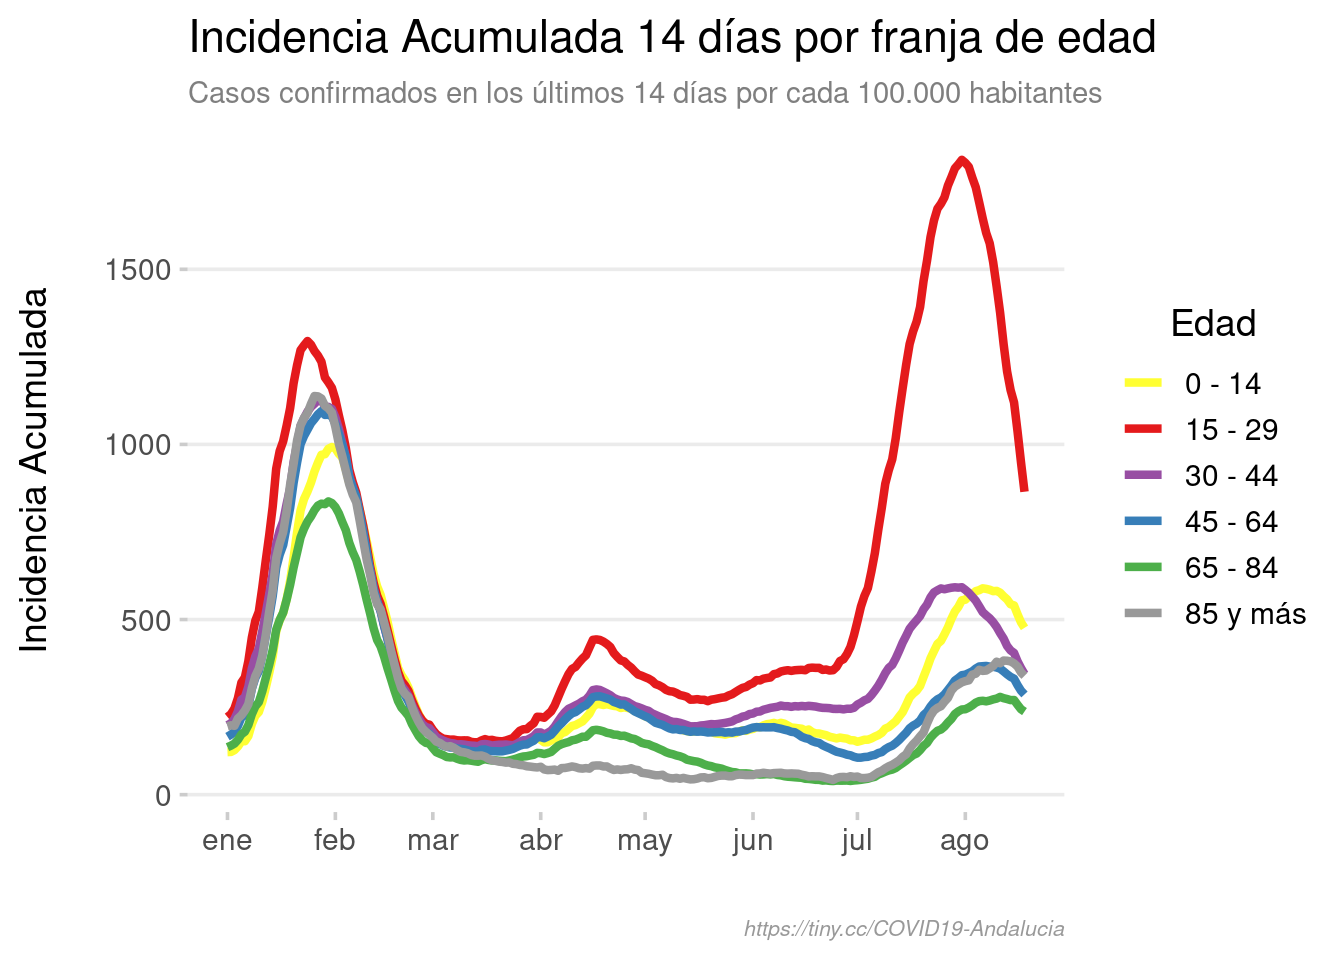 Incidencia Acumulada 14 días por franja de edad
Casos confirmados en los últimos 14 días por cada 100.000 habitantes
Incidencia Acumulada
1500
1000
500
0
ene feb mar abr may jun jul ago
Edad
0 - 14
15 - 29
30 - 44
45 - 64
65 - 84
85 y más
https://tiny.cc/COVID19-Andalucia